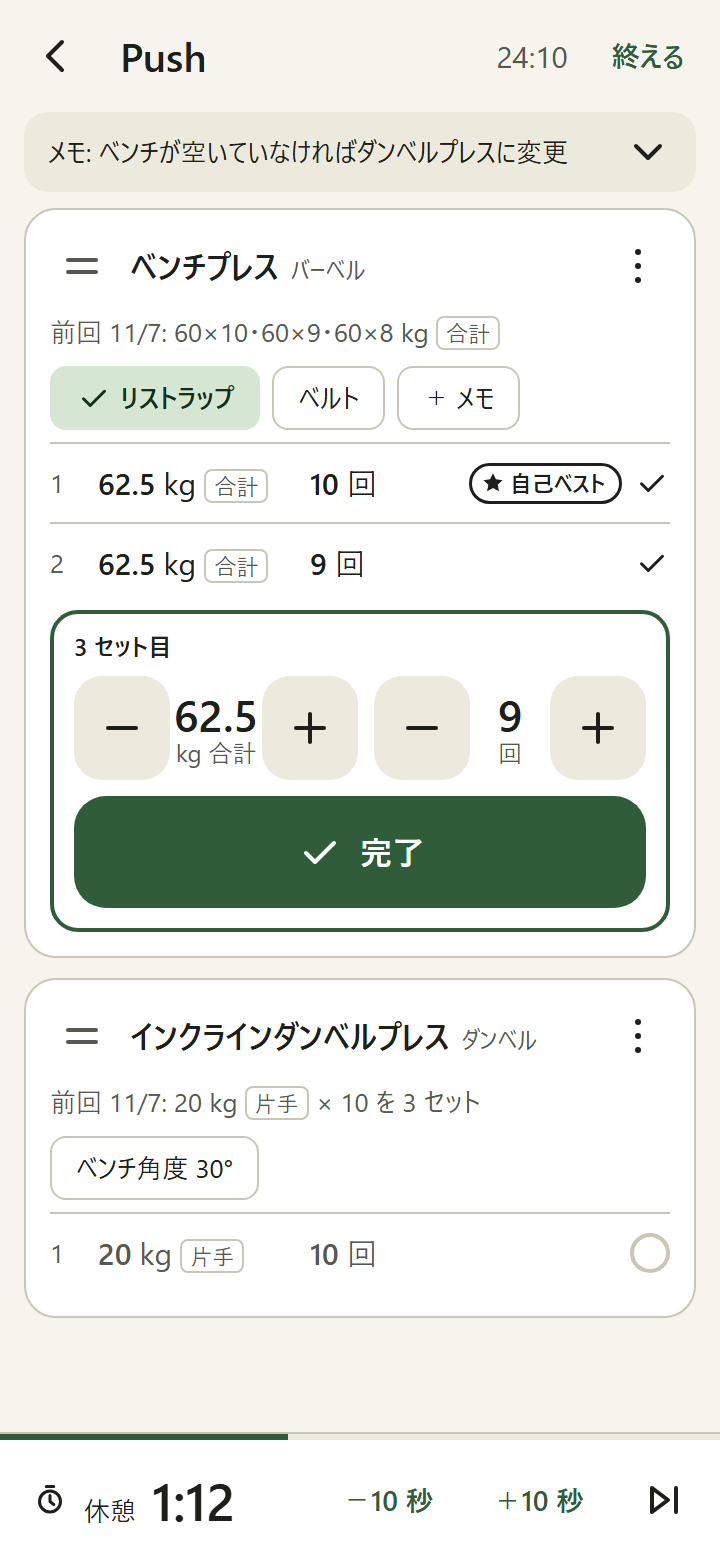 Push 24:10 終える
メモ: ベンチが空いていなければダンベルプレスに変更
ベンチプレス バーベル
前回 11/7: 60×10･60×9･60×8 kg 合計
リストラップ ベルト + メモ
1 62.5 kg 合計 10 回 ★ 自己ベスト
2 62.5 kg 合計 9 回
3 セット目
− 62.5 + − 9 +
kg 合計 回
完了
インクラインダンベルプレス ダンベル
前回 11/7: 20 kg 片手 × 10 を 3 セット
ベンチ角度 30°
1 20 kg 片手 10 回
休憩 1:12 −10 秒 +10 秒